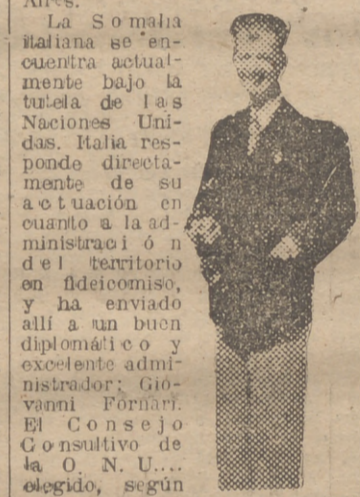 Aires.
La Somalia
italiana se en-
cuentra actual-
mente bajo la
tutela de las
Naciones Uni-
das. Italia res-
ponde directa-
mente de su
actuación en
cuanto a la ad-
ministración
del territorio
en fideicomiso,
y ha enviado
allí a un buen
diplomático y
excelente admi-
nistrador: Gio-
vanni Fornari.
El Consejo
Consultivo de
la O. N. U....
elegido, según